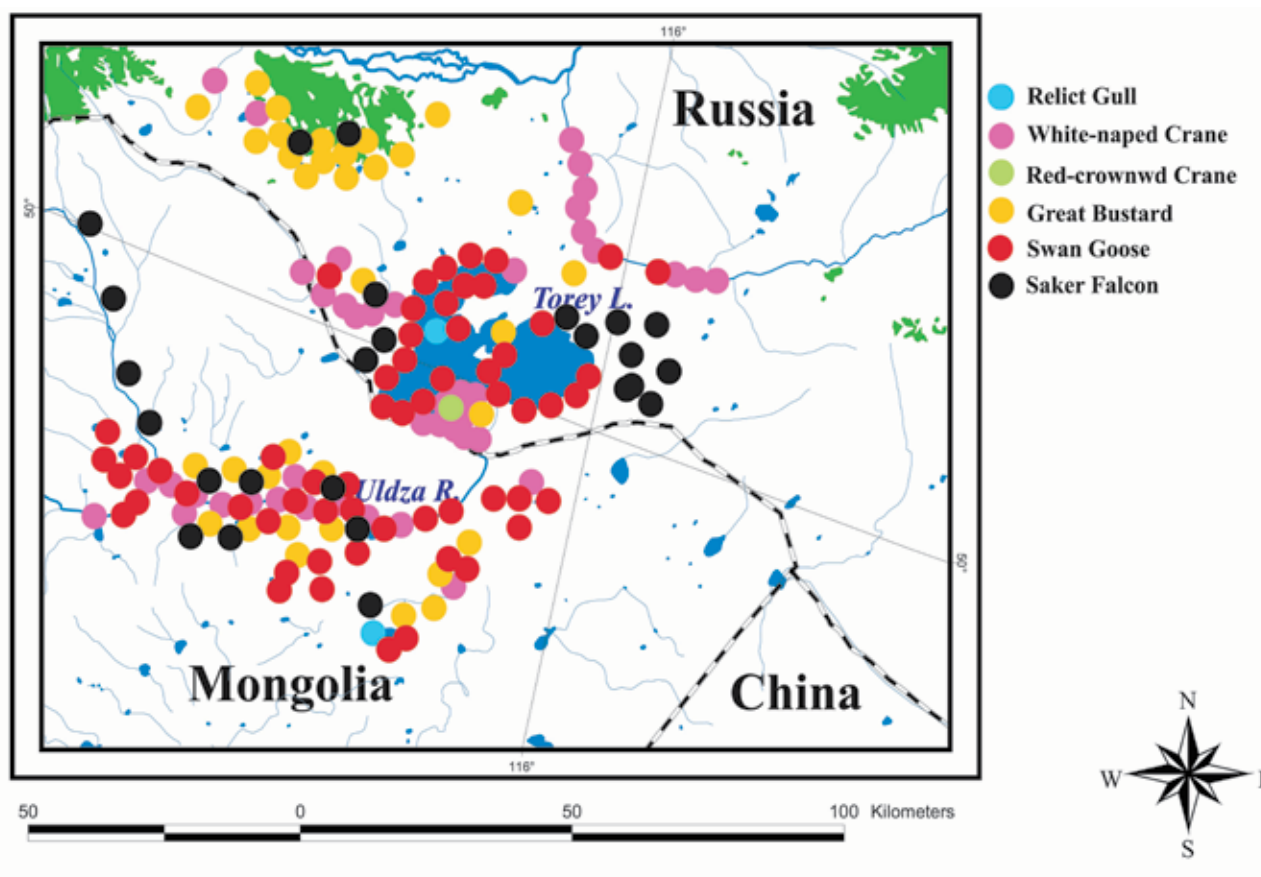 116°
Russia
50°
Relict Gull
White-naped Crane
Red-crownwd Crane
Great Bustard
Swan Goose
Saker Falcon
Torey L.
Uldza R.
50°
Mongolia
China
116°
N
W
S
50 0 50 100 Kilometers